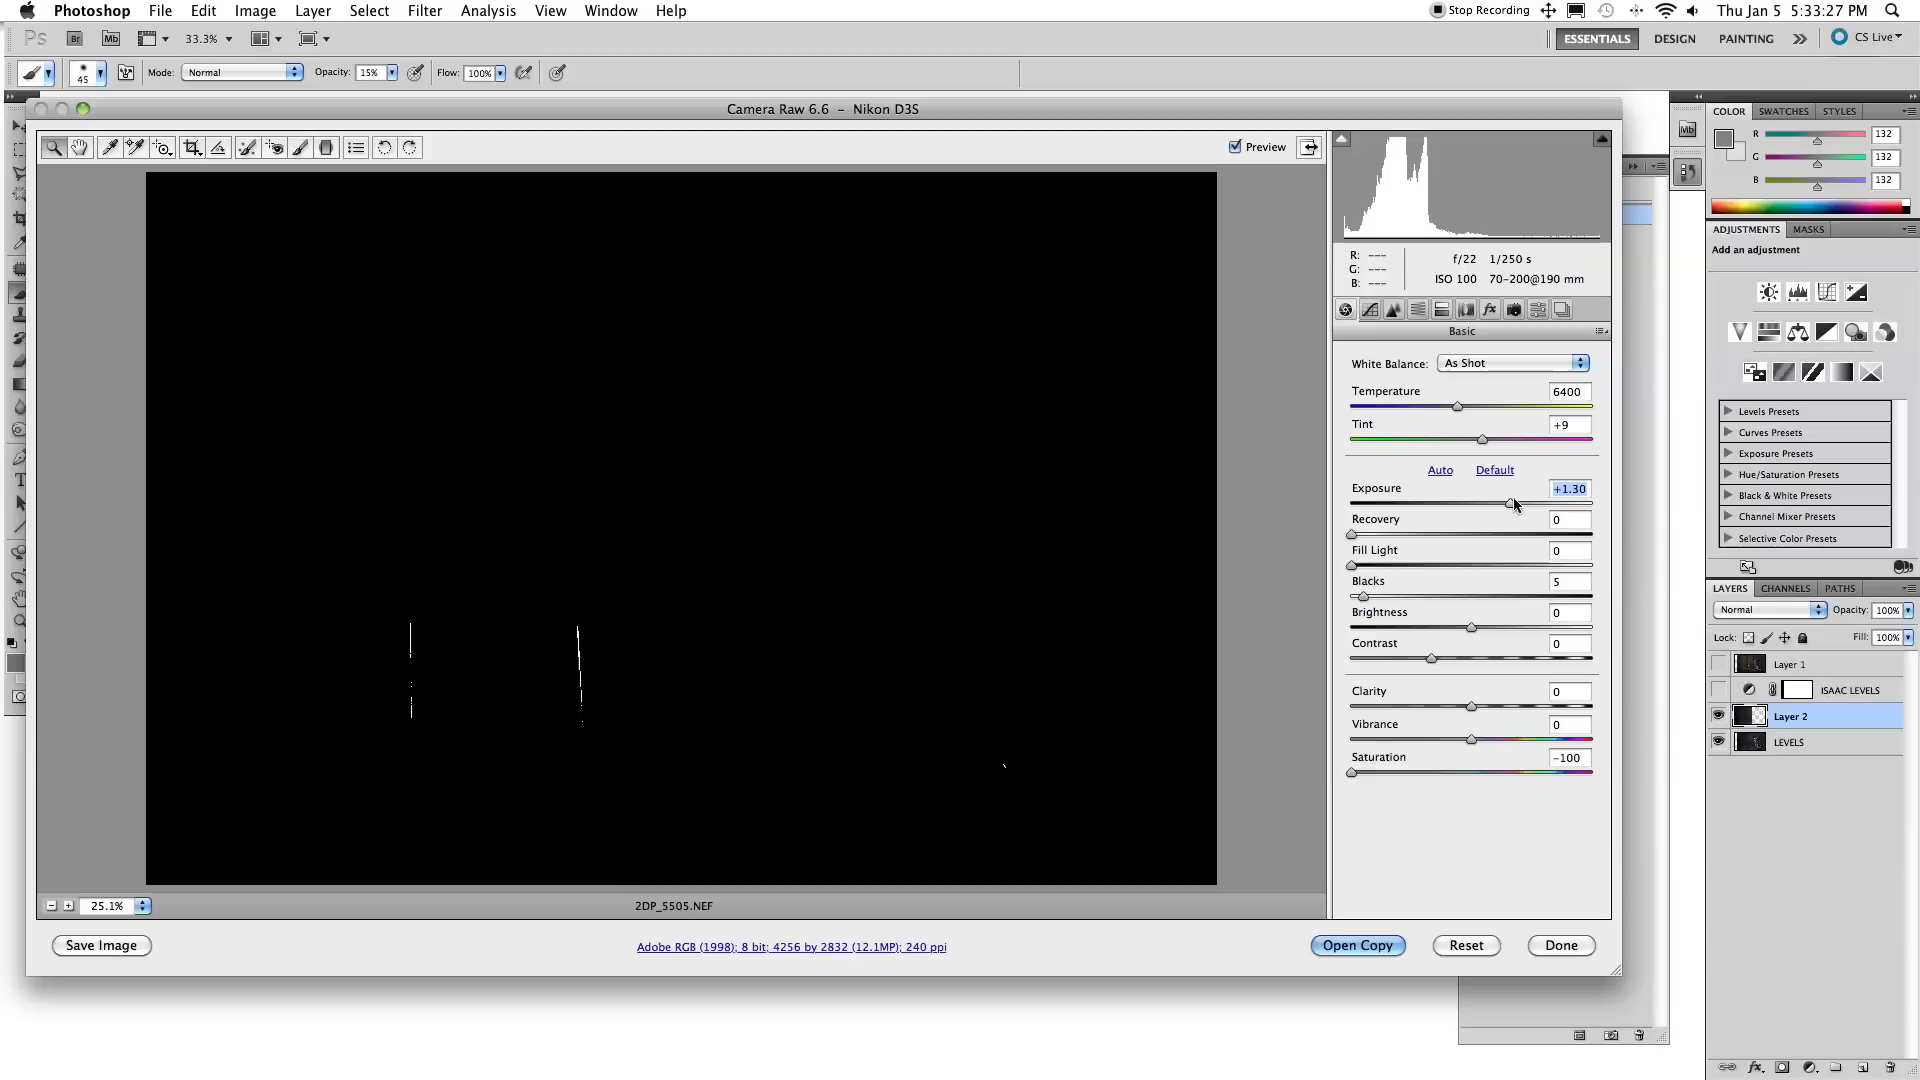 Photoshop File Edit Image Layer Select Filter Analysis View Window Help Stop Recording Thu Jan 5 5:33:27 PM
Ps Br Mb 33.3% ESSENTIALS DESIGN PAINTING CS Live
45 Mode: Normal Opacity: 15% Flow: 100%
Camera Raw 6.6 – Nikon D3S
Preview
R: ---
G: ---
B: ---
f/22 1/250 s
ISO 100 70-200@190 mm
Basic
White Balance: As Shot
Temperature 6400
Tint +9
Auto Default
Exposure +1.30
Recovery 0
Fill Light 0
Blacks 5
Brightness 0
Contrast 0
Clarity 0
Vibrance 0
Saturation -100
25.1% 2DP_5505.NEF
Save Image Adobe RGB (1998); 8 bit; 4256 by 2832 (12.1MP); 240 ppi Open Copy Reset Done
Mb
COLOR SWATCHES STYLES
R 132
G 132
B 132
ADJUSTMENTS MASKS
Add an adjustment
Levels Presets
Curves Presets
Exposure Presets
Hue/Saturation Presets
Black & White Presets
Channel Mixer Presets
Selective Color Presets
LAYERS CHANNELS PATHS
Normal Opacity: 100%
Lock: Fill: 100%
Layer 1
ISAAC LEVELS
Layer 2
LEVELS